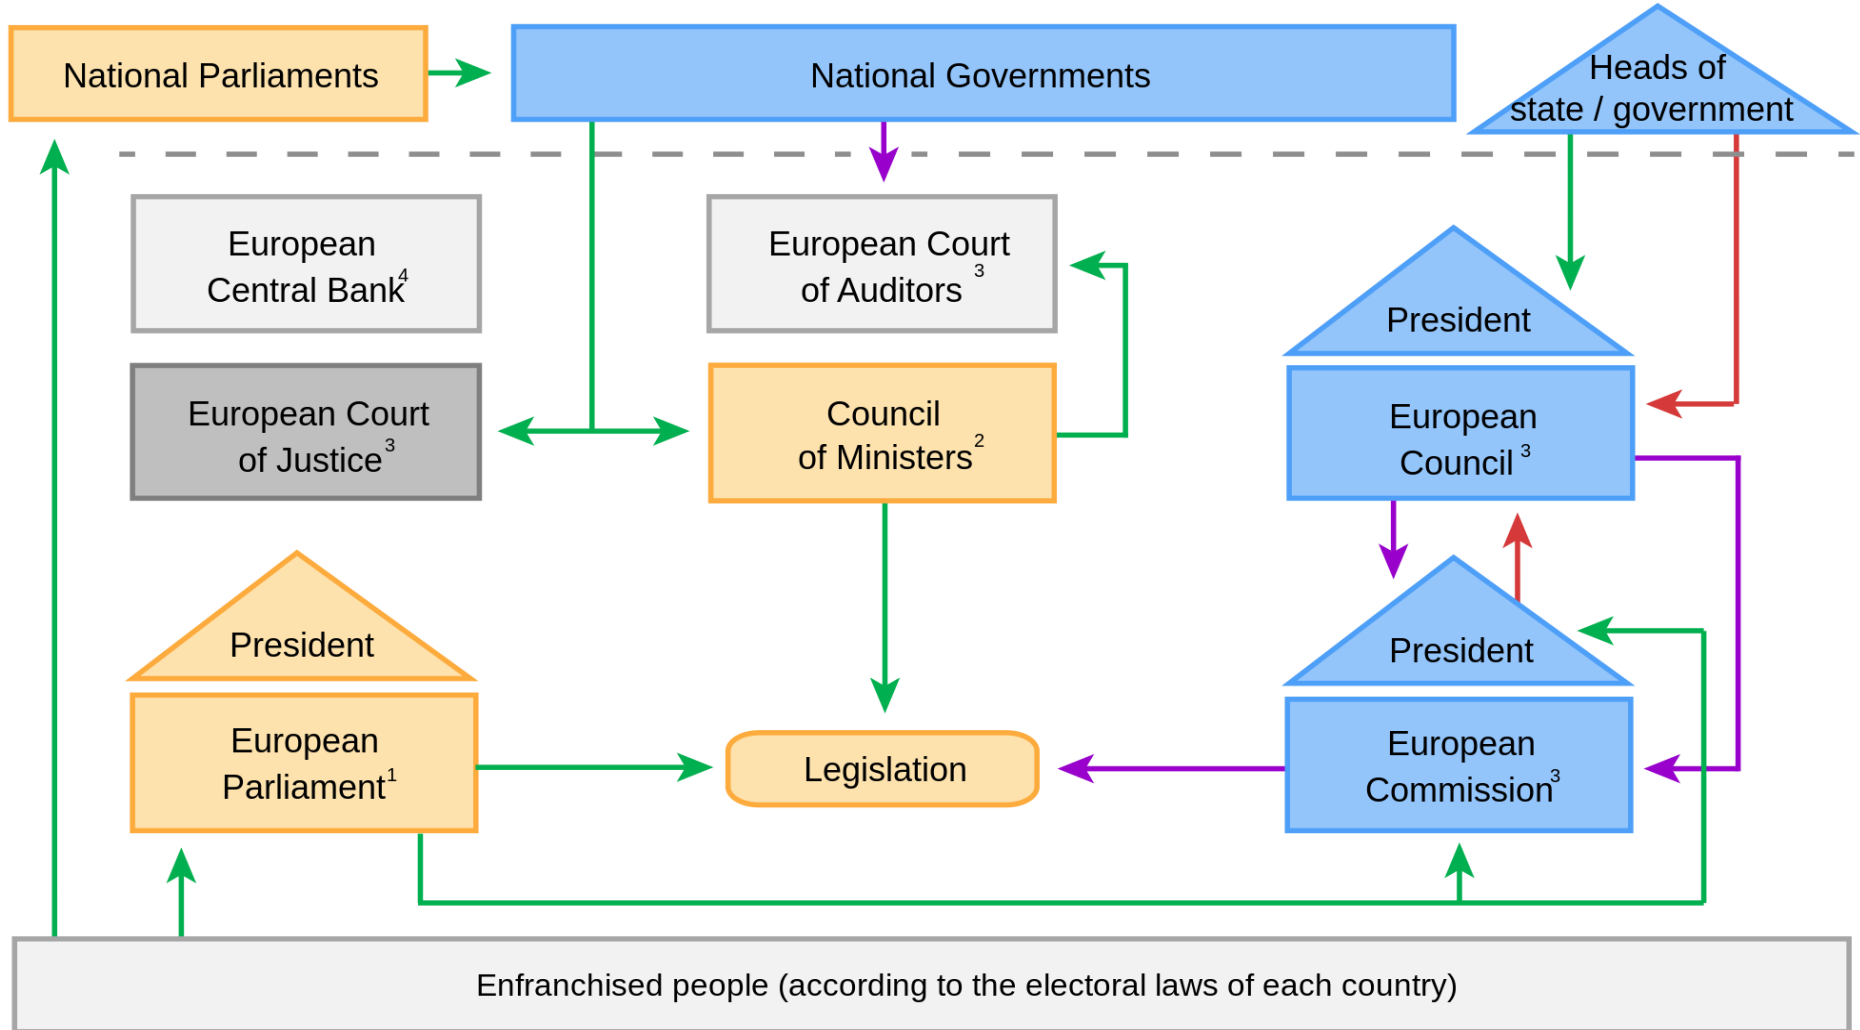 National Parliaments
National Governments
Heads of
state / government
European
Central Bank4
European Court
of Auditors 3
President
European Court
of Justice3
Council
of Ministers2
European
Council 3
President
President
European
Parliament1
Legislation
European
Commission3
Enfranchised people (according to the electoral laws of each country)